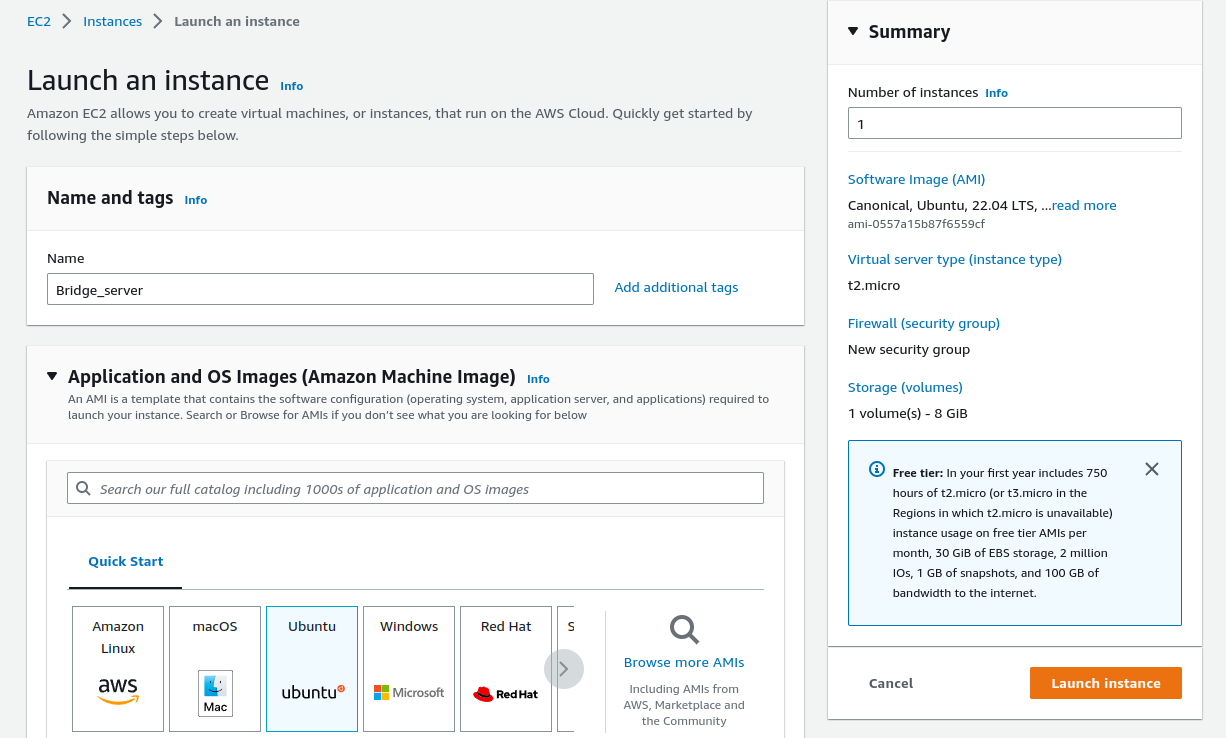 EC2 > Instances > Launch an instance
Launch an instance Info
Amazon EC2 allows you to create virtual machines, or instances, that run on the AWS Cloud. Quickly get started by
following the simple steps below.
Name and tags Info
Name
Bridge_server
Add additional tags
Application and OS Images (Amazon Machine Image) Info
An AMI is a template that contains the software configuration (operating system, application server, and applications) required to
launch your instance. Search or Browse for AMIs if you don't see what you are looking for below
Search our full catalog including 1000s of application and OS images
Quick Start
Amazon
Linux
aws
macOS
Mac
Ubuntu
ubuntu
Windows
Microsoft
Red Hat
Red Hat
S
Browse more AMIs
Including AMIs from
AWS, Marketplace and
the Community
Summary
Number of instances Info
1
Software Image (AMI)
Canonical, Ubuntu, 22.04 LTS, ...read more
ami-0557a15b87f6559cf
Virtual server type (instance type)
t2.micro
Firewall (security group)
New security group
Storage (volumes)
1 volume(s) - 8 GiB
Free tier: In your first year includes 750
hours of t2.micro (or t3.micro in the
Regions in which t2.micro is unavailable)
instance usage on free tier AMIs per
month, 30 GiB of EBS storage, 2 million
IOs, 1 GB of snapshots, and 100 GB of
bandwidth to the internet.
Cancel
Launch instance